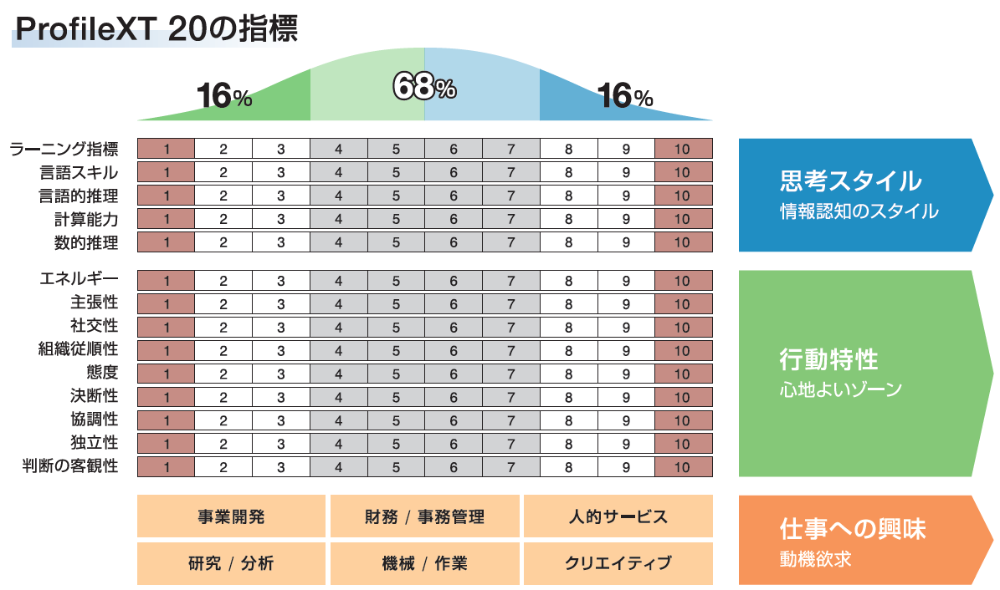 ProfileXT 20の指標
16%
68%
16%
ラーニング指標 1 2 3 4 5 6 7 8 9 10
言語スキル 1 2 3 4 5 6 7 8 9 10
言語的推理 1 2 3 4 5 6 7 8 9 10
計算能力 1 2 3 4 5 6 7 8 9 10
数的推理 1 2 3 4 5 6 7 8 9 10
思考スタイル
情報認知のスタイル
エネルギー 1 2 3 4 5 6 7 8 9 10
主張性 1 2 3 4 5 6 7 8 9 10
社交性 1 2 3 4 5 6 7 8 9 10
組織従順性 1 2 3 4 5 6 7 8 9 10
態度 1 2 3 4 5 6 7 8 9 10
決断性 1 2 3 4 5 6 7 8 9 10
協調性 1 2 3 4 5 6 7 8 9 10
独立性 1 2 3 4 5 6 7 8 9 10
判断の客観性 1 2 3 4 5 6 7 8 9 10
行動特性
心地よいゾーン
事業開発
財務 / 事務管理
人的サービス
研究 / 分析
機械 / 作業
クリエイティブ
仕事への興味
動機欲求